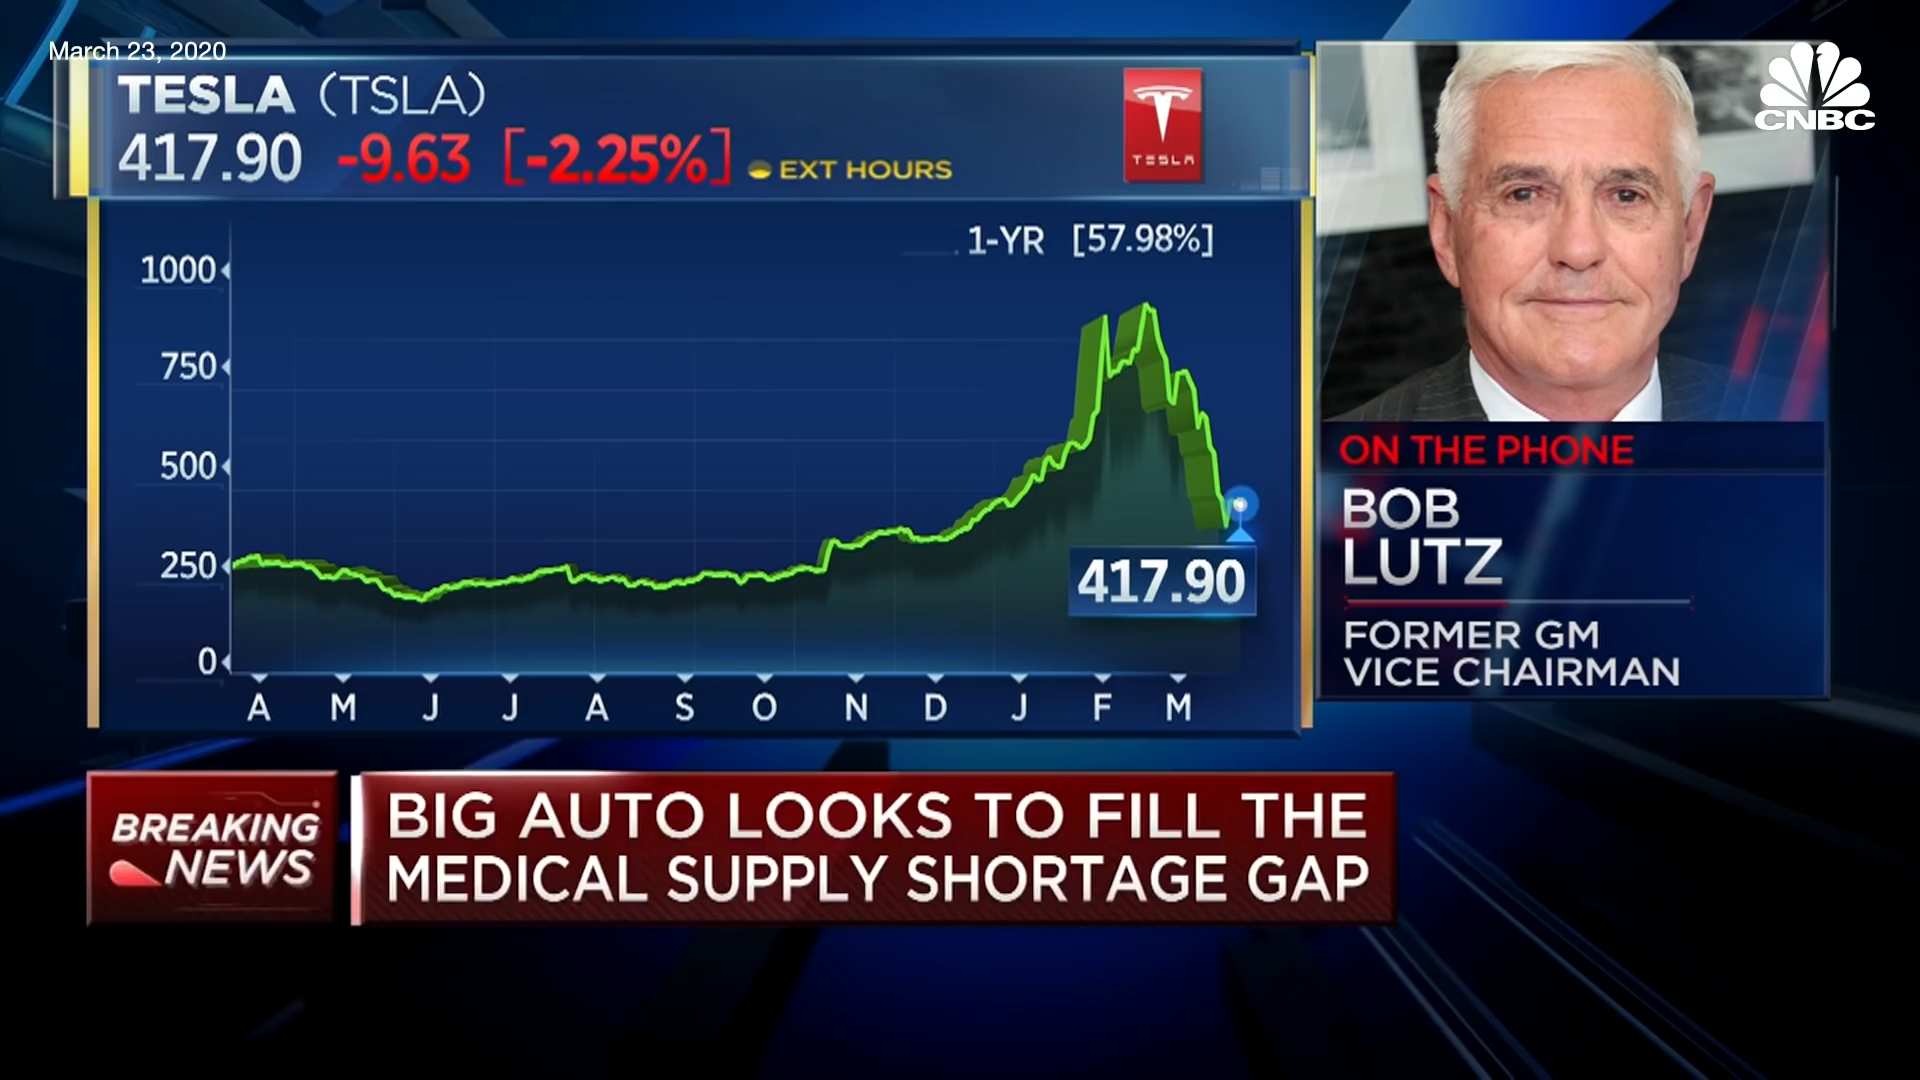 March 23, 2020
TESLA (TSLA)
417.90 -9.63 [-2.25%] EXT HOURS
TESLA
CNBC
1-YR [57.98%]
1000
750
500
250
0
417.90
A M J J A S O N D J F M
ON THE PHONE
BOB
LUTZ
FORMER GM
VICE CHAIRMAN
BREAKING
NEWS
BIG AUTO LOOKS TO FILL THE
MEDICAL SUPPLY SHORTAGE GAP